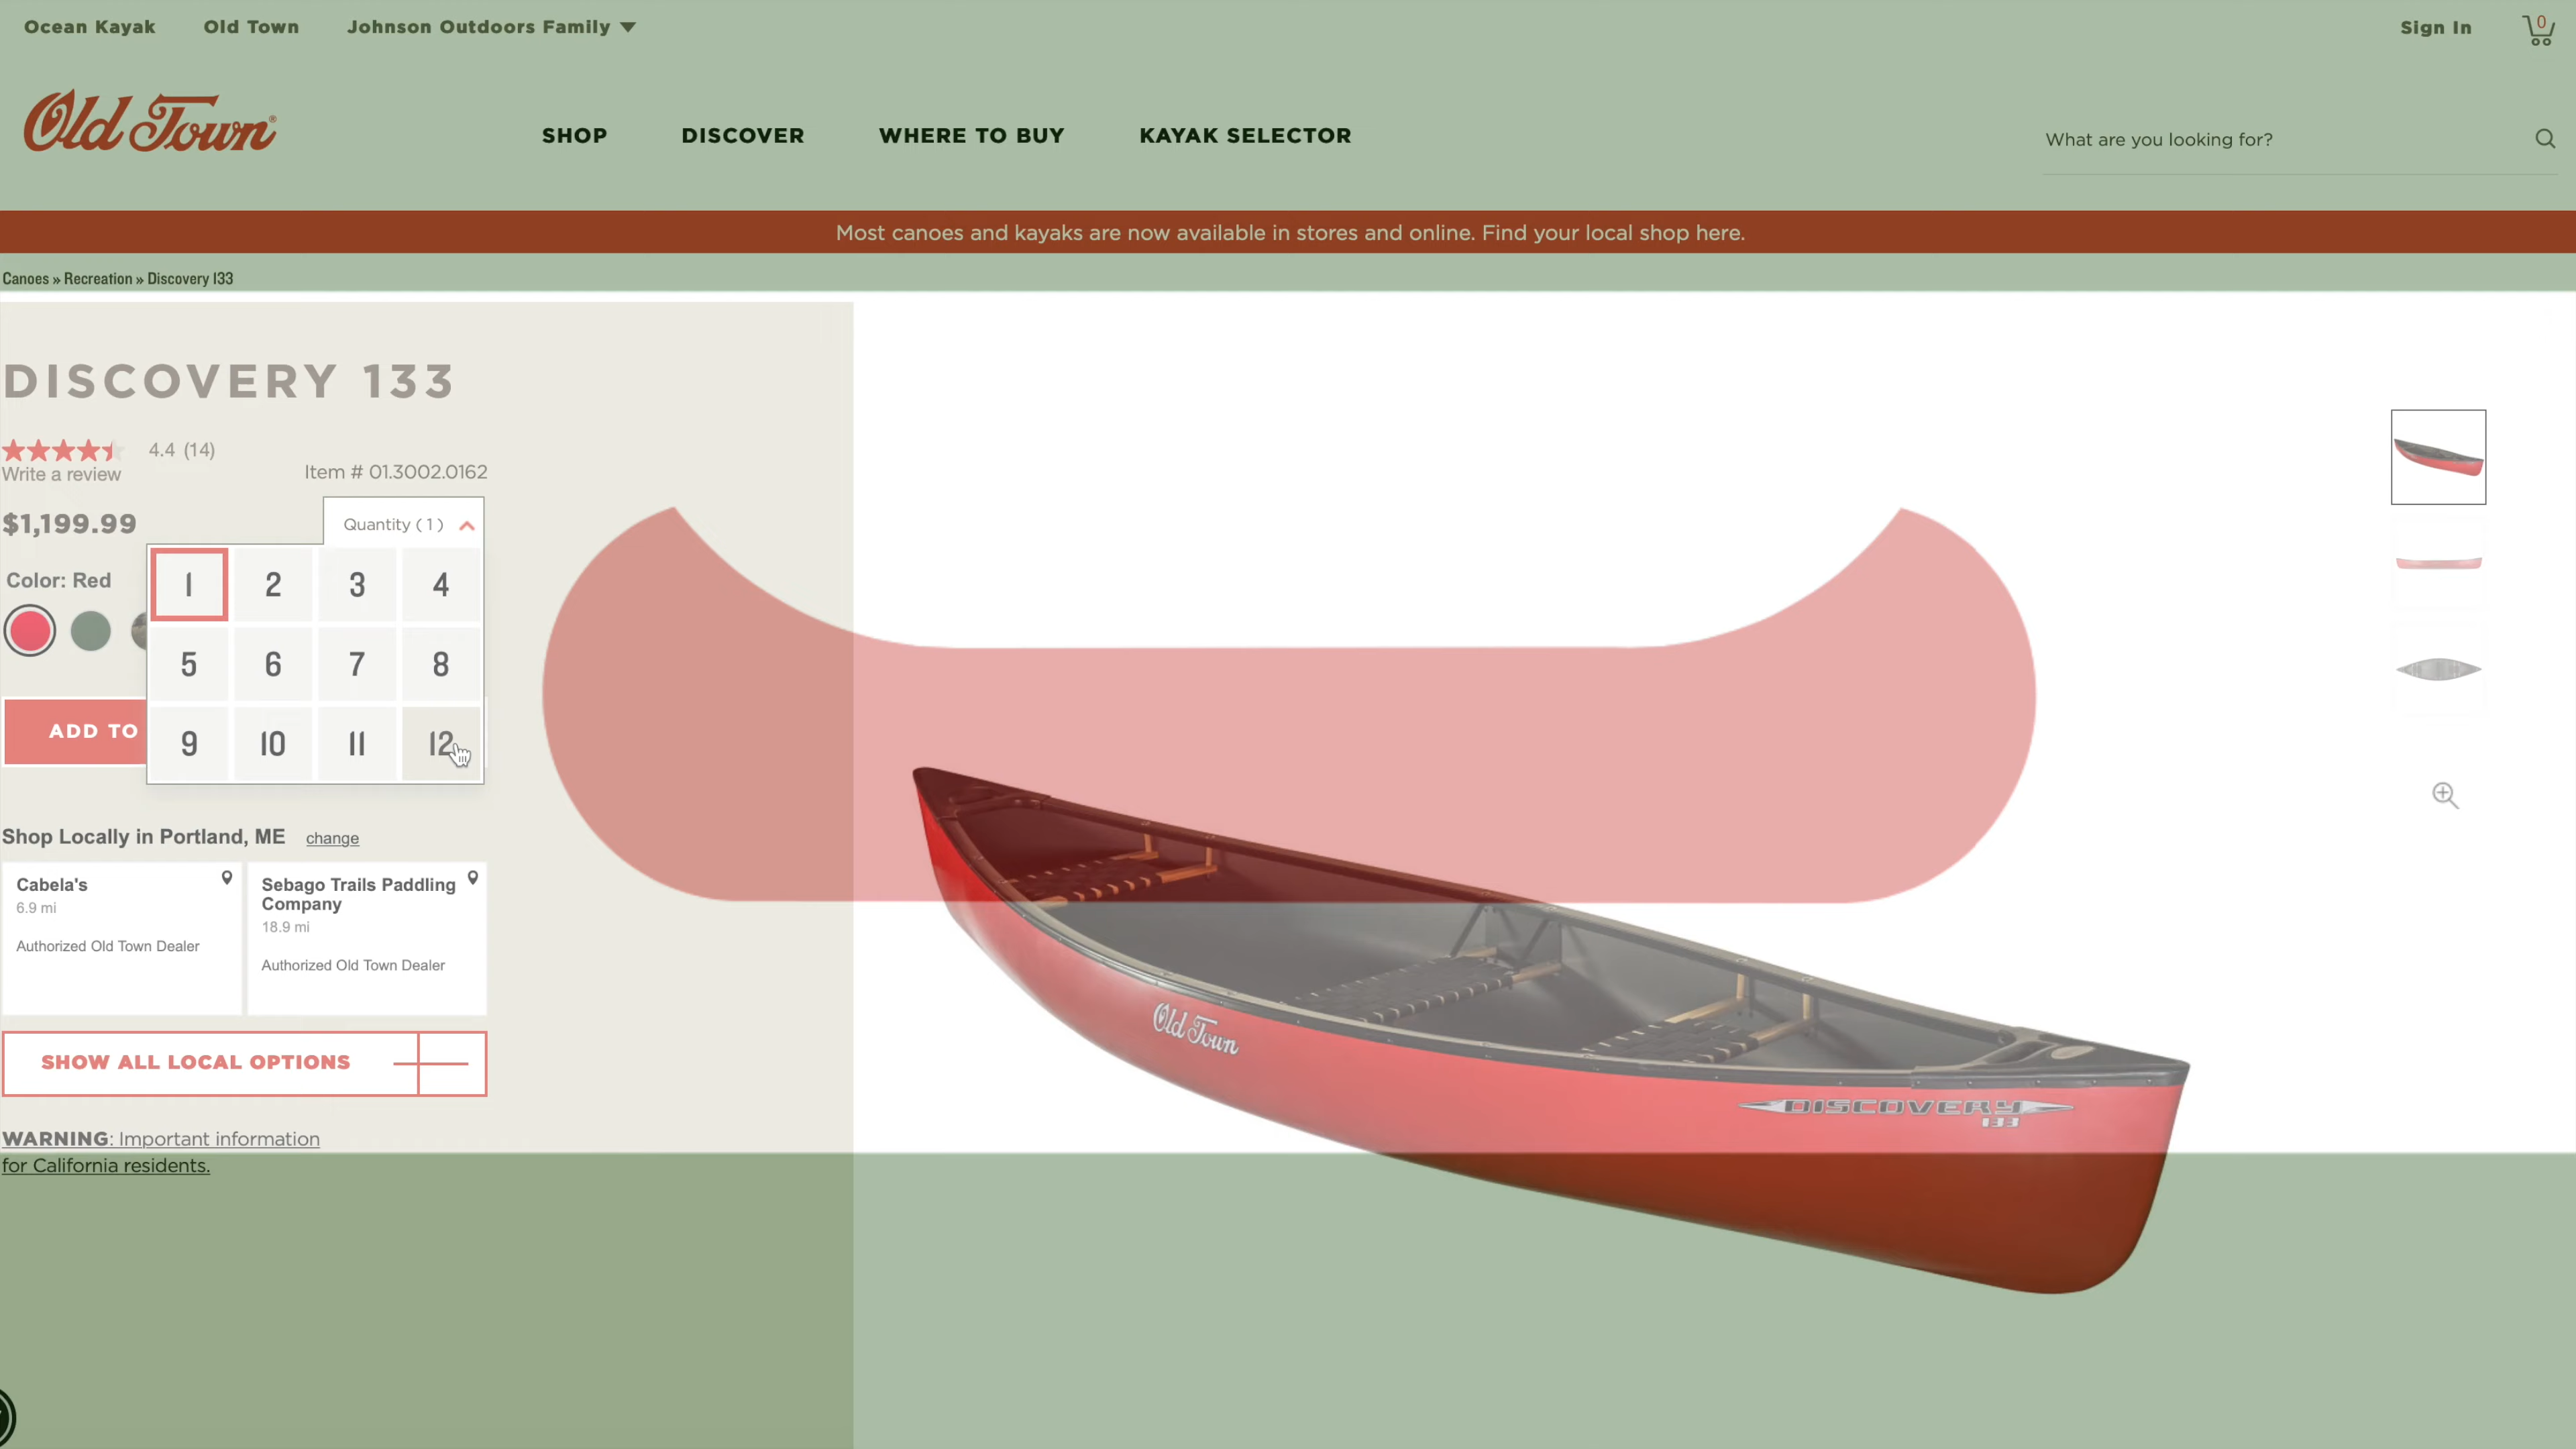 Ocean Kayak Old Town Johnson Outdoors Family Sign In 0
Old Town®
SHOP DISCOVER WHERE TO BUY KAYAK SELECTOR What are you looking for?
Most canoes and kayaks are now available in stores and online. Find your local shop here.
Canoes » Recreation » Discovery 133
DISCOVERY 133
4.4 (14)
Write a review
Item # 01.3002.0162
$1,199.99
Quantity ( 1 )
Color: Red
1 2 3 4
5 6 7 8
9 10 11 12
ADD TO
Shop Locally in Portland, ME change
Cabela's
6.9 mi
Authorized Old Town Dealer
Sebago Trails Paddling
Company
18.9 mi
Authorized Old Town Dealer
SHOW ALL LOCAL OPTIONS
WARNING: Important information
for California residents.
Old Town
DISCOVERY
133